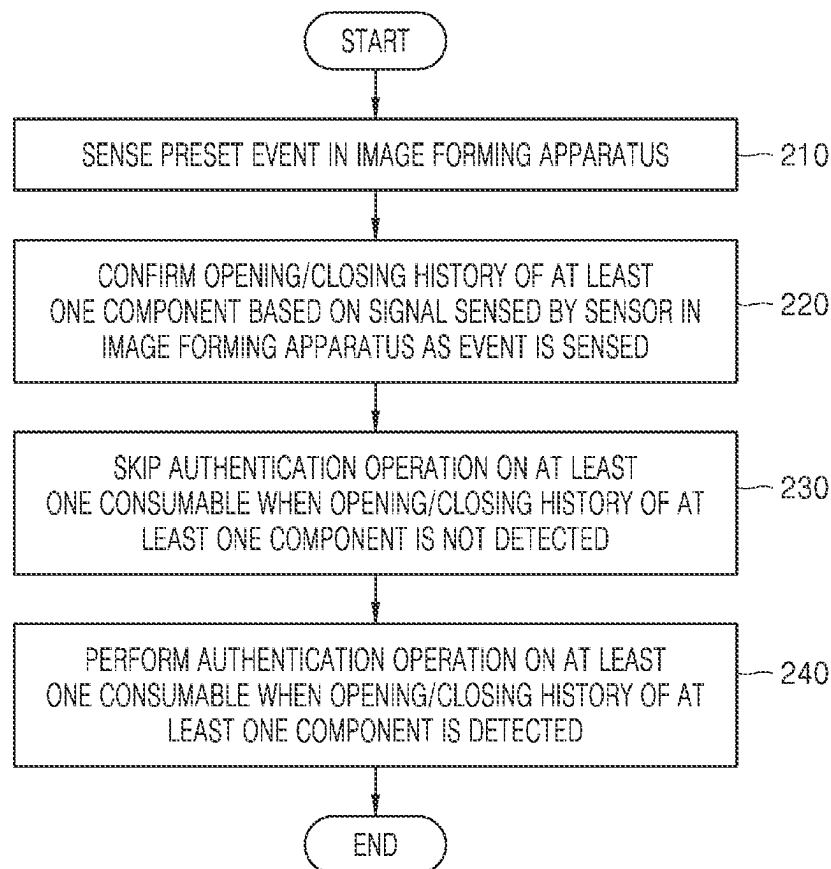 START
SENSE PRESET EVENT IN IMAGE FORMING APPARATUS
210
CONFIRM OPENING/CLOSING HISTORY OF AT LEAST
ONE COMPONENT BASED ON SIGNAL SENSED BY SENSOR IN
IMAGE FORMING APPARATUS AS EVENT IS SENSED
220
SKIP AUTHENTICATION OPERATION ON AT LEAST
ONE CONSUMABLE WHEN OPENING/CLOSING HISTORY OF AT
LEAST ONE COMPONENT IS NOT DETECTED
230
PERFORM AUTHENTICATION OPERATION ON AT LEAST
ONE CONSUMABLE WHEN OPENING/CLOSING HISTORY OF AT
LEAST ONE COMPONENT IS DETECTED
240
END